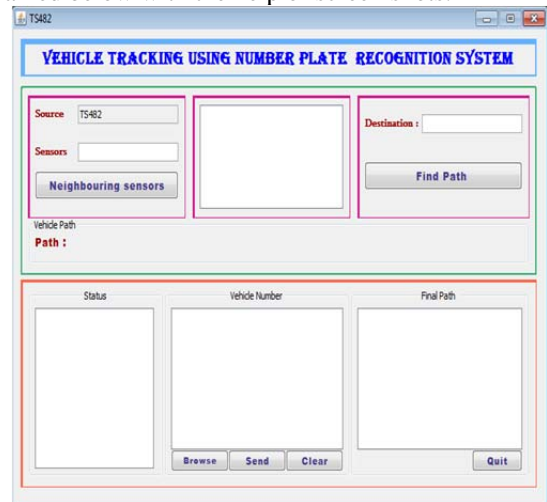 TS482
VEHICLE TRACKING USING NUMBER PLATE RECOGNITION SYSTEM
Source TS482
Sensors
Neighbouring sensors
Destination :
Find Path
Vehicle Path
Path :
Status
Vehicle Number
Final Path
Browse Send Clear
Quit